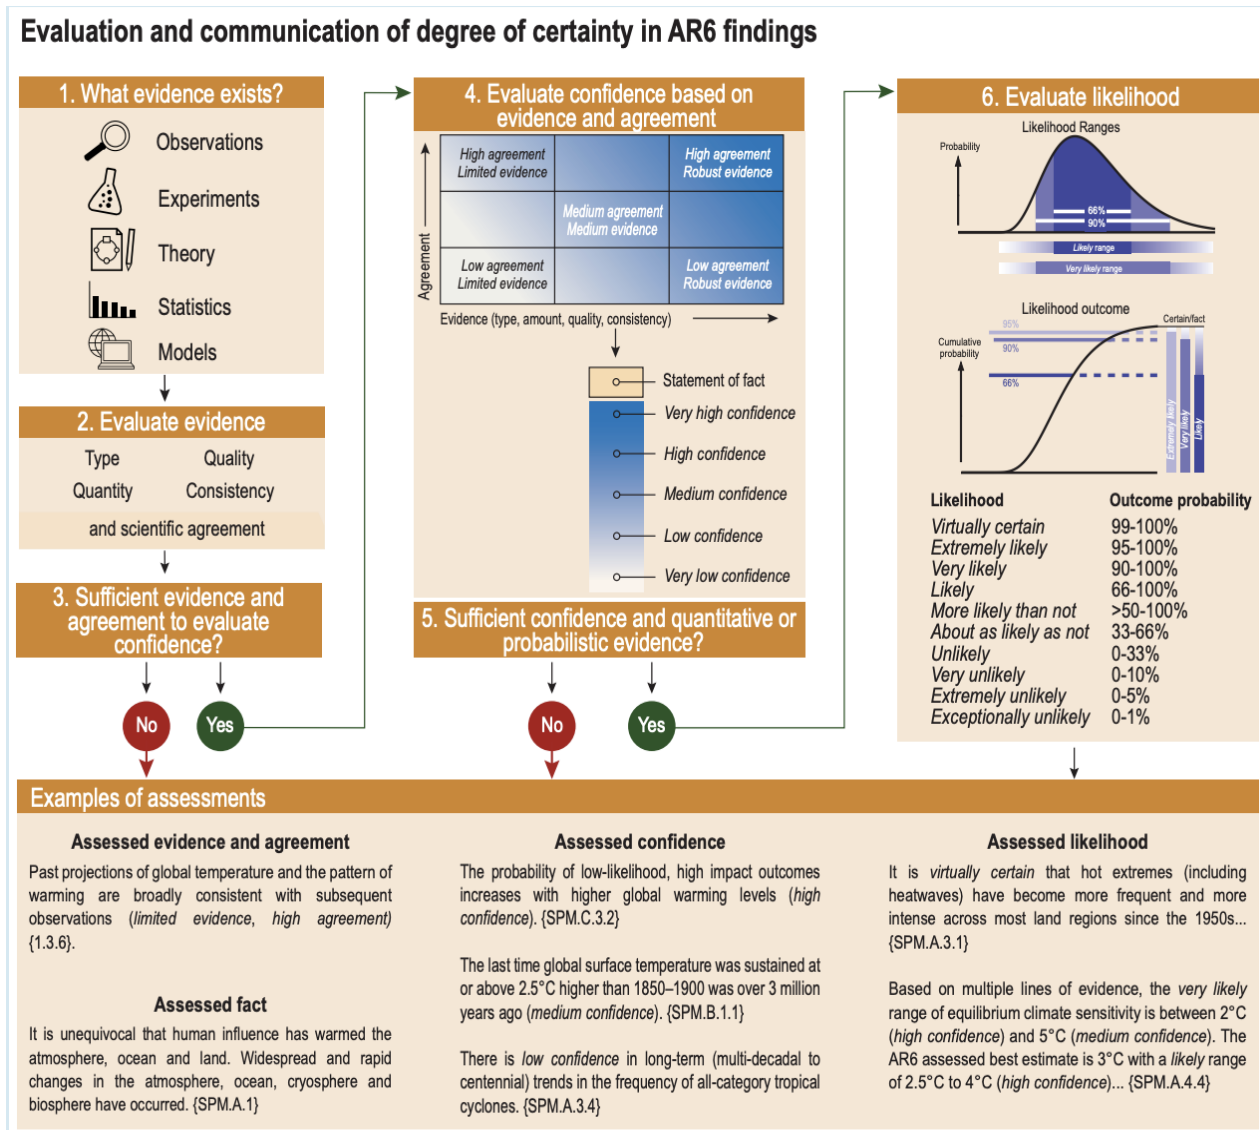 Evaluation and communication of degree of certainty in AR6 findings
1. What evidence exists?
Observations
Experiments
Theory
Statistics
Models
2. Evaluate evidence
Type
Quality
Quantity
Consistency
and scientific agreement
3. Sufficient evidence and
agreement to evaluate
confidence?
No
Yes
4. Evaluate confidence based on
evidence and agreement
High agreement
Limited evidence
High agreement
Robust evidence
Medium agreement
Medium evidence
Low agreement
Limited evidence
Low agreement
Robust evidence
Agreement
Evidence (type, amount, quality, consistency)
Statement of fact
Very high confidence
High confidence
Medium confidence
Low confidence
Very low confidence
5. Sufficient confidence and quantitative or
probabilistic evidence?
No
Yes
6. Evaluate likelihood
Likelihood Ranges
Probability
66%
90%
Likely range
Very likely range
Likelihood outcome
Certain/fact
Cumulative
probability
95%
90%
66%
Extremely likely
Very likely
Likely
Likelihood Outcome probability
Virtually certain 99-100%
Extremely likely 95-100%
Very likely 90-100%
Likely 66-100%
More likely than not >50-100%
About as likely as not 33-66%
Unlikely 0-33%
Very unlikely 0-10%
Extremely unlikely 0-5%
Exceptionally unlikely 0-1%
Examples of assessments
Assessed evidence and agreement
Past projections of global temperature and the pattern of
warming are broadly consistent with subsequent
observations (limited evidence, high agreement)
{1.3.6}.
Assessed fact
It is unequivocal that human influence has warmed the
atmosphere, ocean and land. Widespread and rapid
changes in the atmosphere, ocean, cryosphere and
biosphere have occurred. {SPM.A.1}
Assessed confidence
The probability of low-likelihood, high impact outcomes
increases with higher global warming levels (high
confidence). {SPM.C.3.2}
The last time global surface temperature was sustained at
or above 2.5°C higher than 1850–1900 was over 3 million
years ago (medium confidence). {SPM.B.1.1}
There is low confidence in long-term (multi-decadal to
centennial) trends in the frequency of all-category tropical
cyclones. {SPM.A.3.4}
Assessed likelihood
It is virtually certain that hot extremes (including
heatwaves) have become more frequent and more
intense across most land regions since the 1950s...
{SPM.A.3.1}
Based on multiple lines of evidence, the very likely
range of equilibrium climate sensitivity is between 2°C
(high confidence) and 5°C (medium confidence). The
AR6 assessed best estimate is 3°C with a likely range
of 2.5°C to 4°C (high confidence)... {SPM.A.4.4}